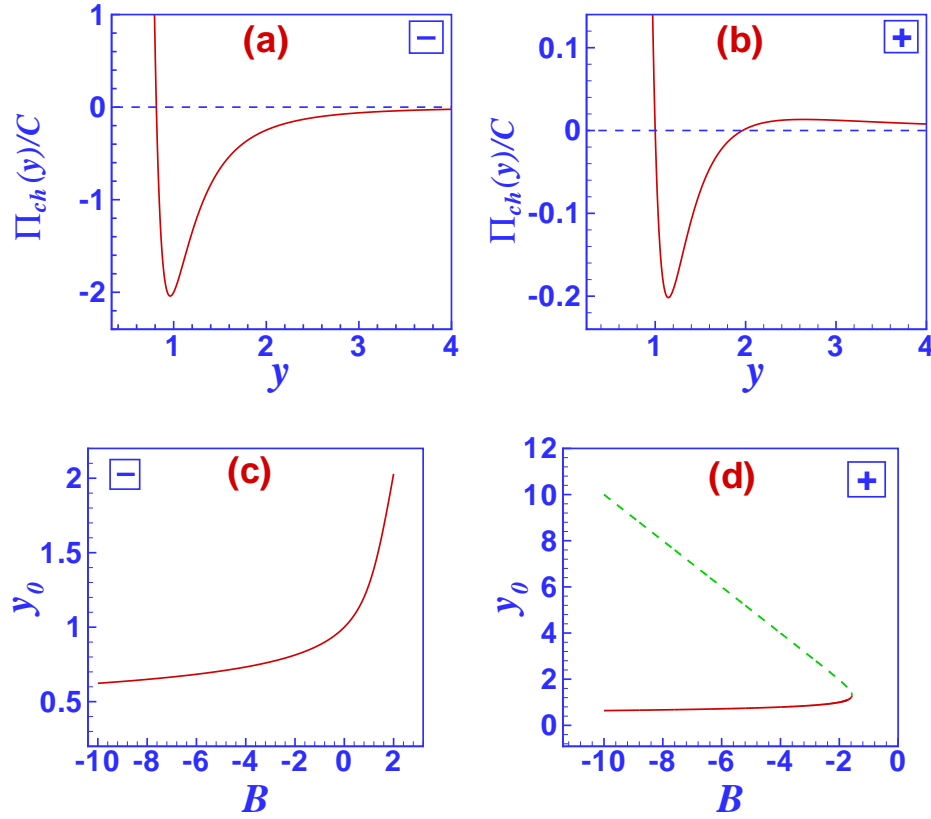 1
0
-1
-2
Π_ch(y)/C
(a)
−
1 2 3 4
y
0.1
0
-0.1
-0.2
Π_ch(y)/C
(b)
+
1 2 3 4
y
2
1.5
1
0.5
y_0
−
(c)
-10 -8 -6 -4 -2 0 2
B
12
10
8
6
4
2
0
y_0
(d)
+
-10 -8 -6 -4 -2 0
B